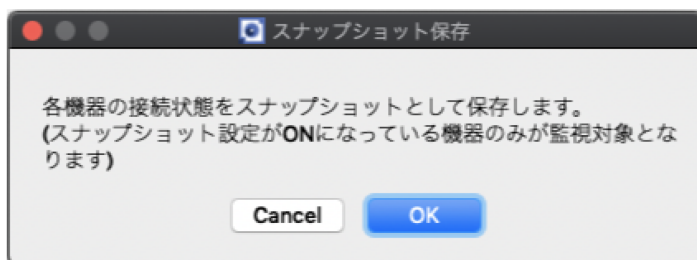 スナップショット保存
各機器の接続状態をスナップショットとして保存します。
(スナップショット設定がONになっている機器のみが監視対象とな
ります)
Cancel OK